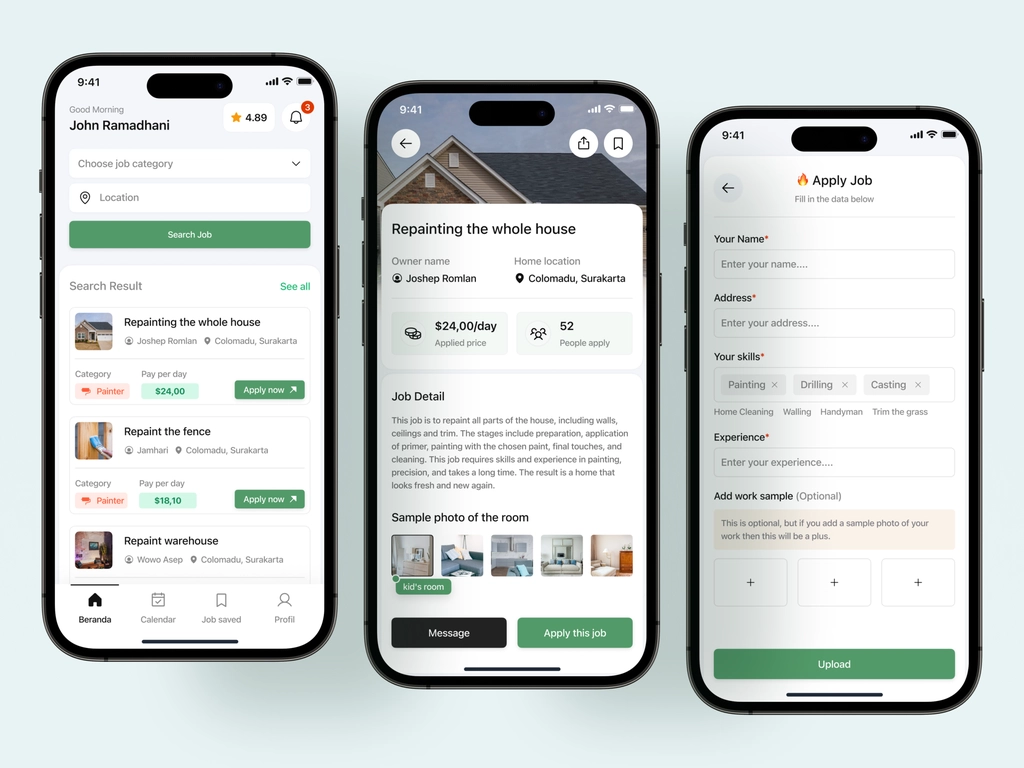 9:41
Good Morning
John Ramadhani
4.89
3
Choose job category
Location
Search Job
Search Result
See all
Repainting the whole house
Joshep Romlan
Colomadu, Surakarta
Category
Pay per day
Painter
$24,00
Apply now
Repaint the fence
Jamhari
Colomadu, Surakarta
Category
Pay per day
Painter
$18,10
Apply now
Repaint warehouse
Wowo Asep
Colomadu, Surakarta
Beranda
Calendar
Job saved
Profil
9:41
Repainting the whole house
Owner name
Home location
Joshep Romlan
Colomadu, Surakarta
$24,00/day
Applied price
52
People apply
Job Detail
This job is to repaint all parts of the house, including walls,
ceilings and trim. The stages include preparation, application
of primer, painting with the chosen paint, final touches, and
cleaning. This job requires skills and experience in painting,
precision, and takes a long time. The result is a home that
looks fresh and new again.
Sample photo of the room
kid's room
Message
Apply this job
9:41
🔥 Apply Job
Fill in the data below
Your Name*
Enter your name....
Address*
Enter your address....
Your skills*
Painting ×
Drilling ×
Casting ×
Home Cleaning
Walling
Handyman
Trim the grass
Experience*
Enter your experience....
Add work sample (Optional)
This is optional, but if you add a sample photo of your
work then this will be a plus.
+
+
+
Upload